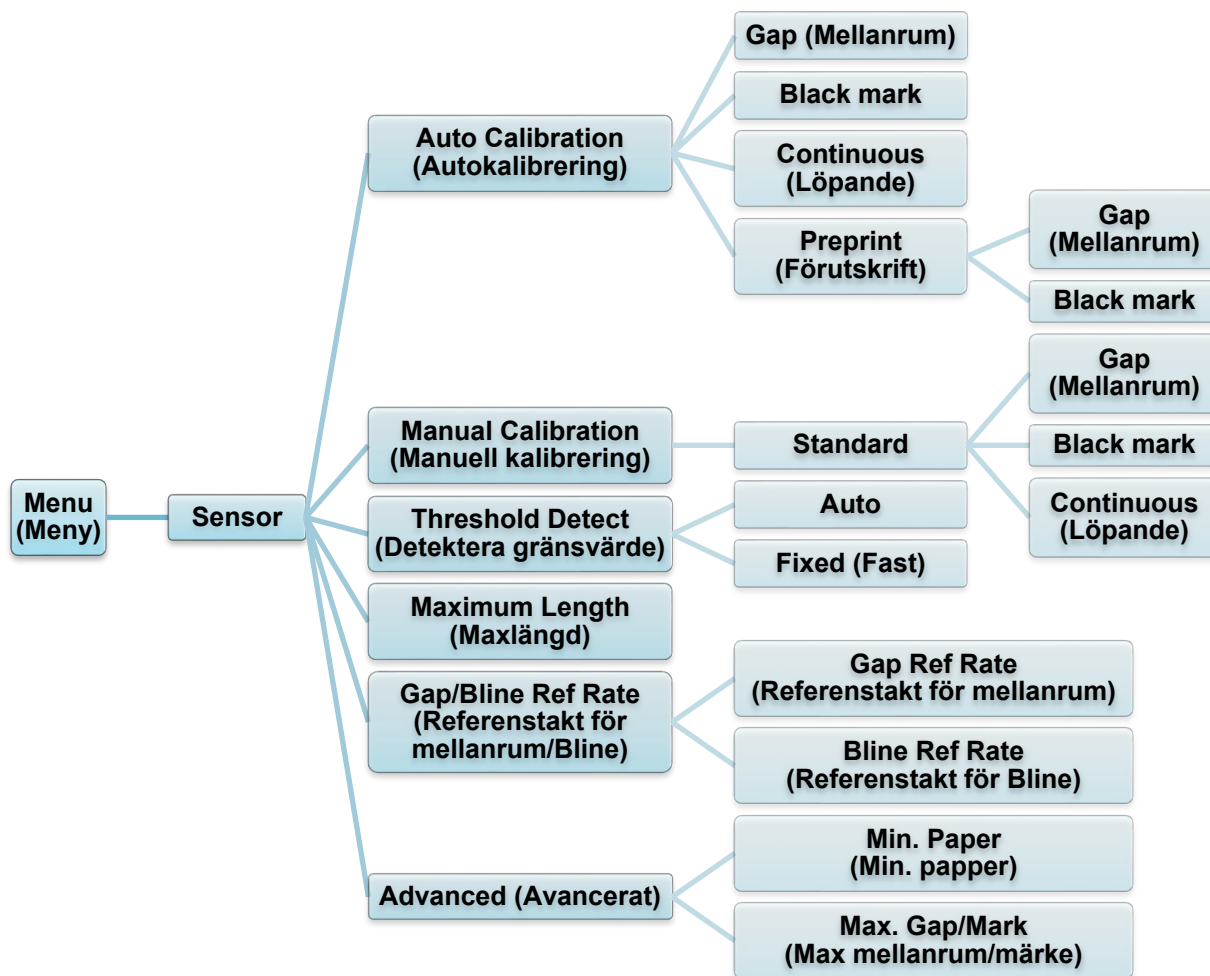 Menu
(Meny)
Sensor
Auto Calibration
(Autokalibrering)
Gap (Mellanrum)
Black mark
Continuous
(Löpande)
Preprint
(Förutskrift)
Gap
(Mellanrum)
Black mark
Manual Calibration
(Manuell kalibrering)
Standard
Gap
(Mellanrum)
Black mark
Continuous
(Löpande)
Threshold Detect
(Detektera gränsvärde)
Auto
Fixed (Fast)
Maximum Length
(Maxlängd)
Gap/Bline Ref Rate
(Referenstakt för
mellanrum/Bline)
Gap Ref Rate
(Referenstakt för mellanrum)
Bline Ref Rate
(Referenstakt för Bline)
Advanced (Avancerat)
Min. Paper
(Min. papper)
Max. Gap/Mark
(Max mellanrum/märke)